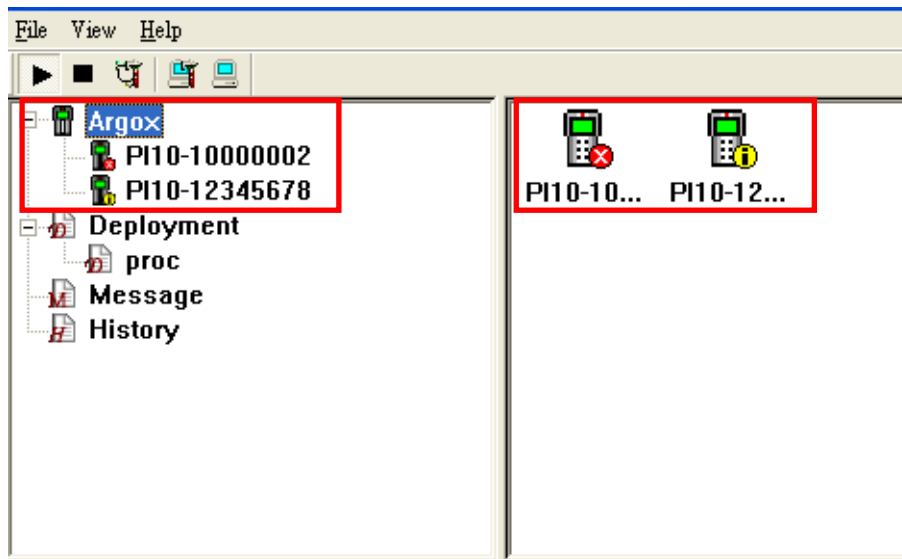 File View Help
Argox
PI10-10000002
PI10-12345678
Deployment
proc
Message
History
PI10-10... PI10-12...